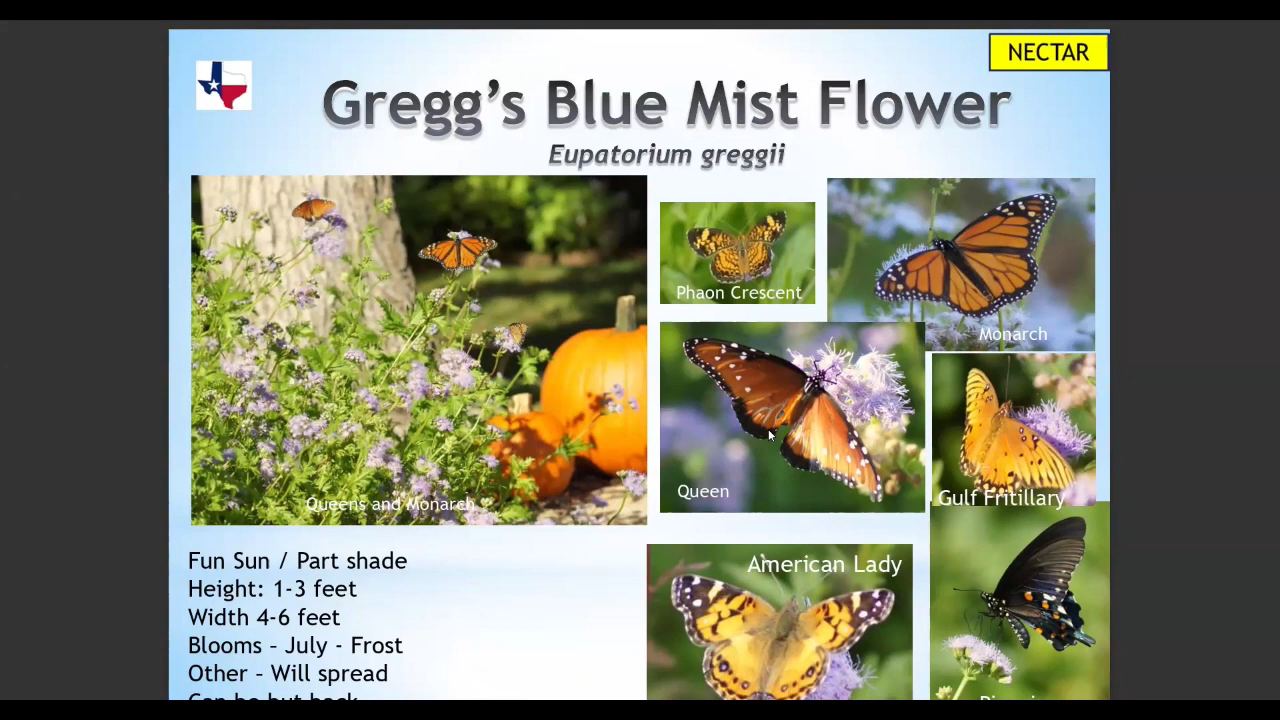 NECTAR
Gregg's Blue Mist Flower
Eupatorium greggii
Phaon Crescent
Monarch
Queen
Gulf Fritillary
Queens and Monarch
Fun Sun / Part shade
Height: 1-3 feet
Width 4-6 feet
Blooms – July - Frost
Other – Will spread
American Lady